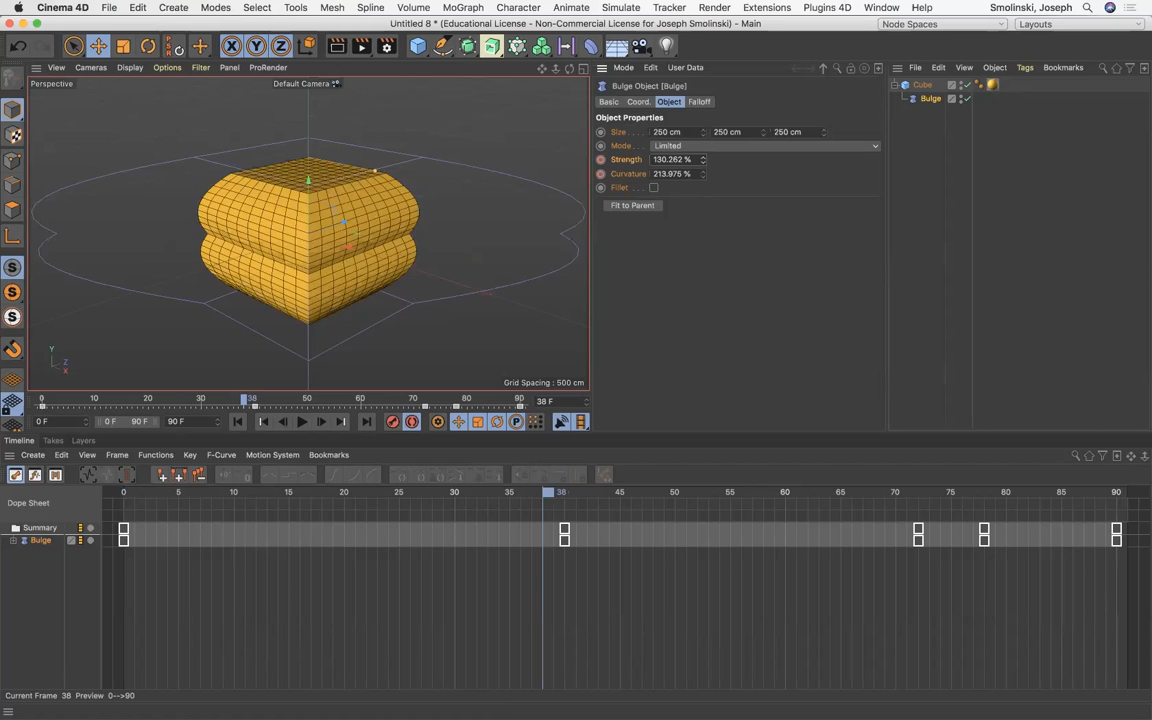 Cinema 4D File Edit Create Modes Select Tools Mesh Spline Volume MoGraph Character Animate Simulate Tracker Render Extensions Plugins 4D Window Help Smolinski, Joseph
Untitled 8 * (Educational License - Non-Commercial License for Joseph Smolinski) - Main Node Spaces Layouts
PSR X Y Z
View Cameras Display Options Filter Panel ProRender Mode Edit User Data File Edit View Object Tags Bookmarks
Perspective Default Camera Bulge Object [Bulge] Cube
Basic Coord. Object Falloff Bulge
Object Properties
Size 250 cm 250 cm 250 cm
Mode Limited
Strength 130.262 %
Curvature 213.975 %
Fillet
Fit to Parent
S
S
S
Y
Z
X
Grid Spacing : 500 cm
0 10 20 30 38 50 60 70 80 90 38 F
0 F 0 F 90 F 90 F P
Timeline Takes Layers
Create Edit View Frame Functions Key F-Curve Motion System Bookmarks
Dope Sheet 0 5 10 15 20 25 30 35 38 45 50 55 60 65 70 75 80 85 90
Summary
Bulge
Current Frame 38 Preview 0-->90